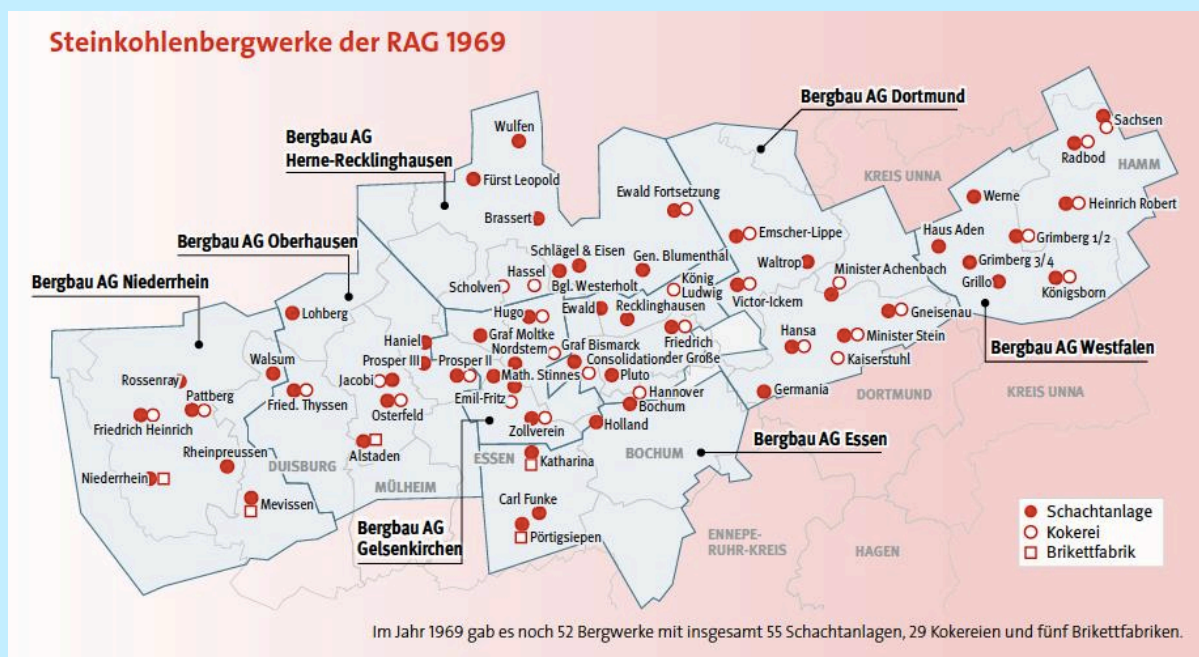 Steinkohlenbergwerke der RAG 1969
Bergbau AG Dortmund
Bergbau AG
Herne-Recklinghausen
Bergbau AG Oberhausen
Bergbau AG Niederrhein
Wulfen
Fürst Leopold
Brassert
Ewald Fortsetzung
KREIS UNNA
Sachsen
Radbod
HAMM
Werne
Heinrich Robert
Haus Aden
Grimberg 1/2
Grimberg 3/4
Grillo
Königsborn
Emscher-Lippe
Waltrop
Minister Achenbach
Victor-Ickern
Gneisenau
Hansa
Minister Stein
Kaiserstuhl
Germania
DORTMUND
KREIS UNNA
Bergbau AG Westfalen
Schlägel & Eisen
Gen. Blumenthal
Hassel
Scholven
Bgl. Westerholt
König
Ludwig
Ewald
Recklinghausen
Hugo
Graf Moltke
Graf Bismarck
Friedrich
der Große
Nordstern
Consolidation
Math. Stinnes
Pluto
Emil-Fritz
Hannover
Bochum
Zollverein
Holland
Lohberg
Haniel
Prosper III
Prosper II
Walsum
Jacobi
Rossenray
Pattberg
Fried. Thyssen
Osterfeld
Friedrich Heinrich
Rheinpreussen
Alstaden
Niederrhein
DUISBURG
MÜLHEIM
Mevissen
ESSEN
Katharina
BOCHUM
Bergbau AG Essen
Carl Funke
Pörtigsiepen
Bergbau AG
Gelsenkirchen
ENNEPE-
RUHR-KREIS
HAGEN
Schachtanlage
Kokerei
Brikettfabrik
Im Jahr 1969 gab es noch 52 Bergwerke mit insgesamt 55 Schachtanlagen, 29 Kokereien und fünf Brikettfabriken.